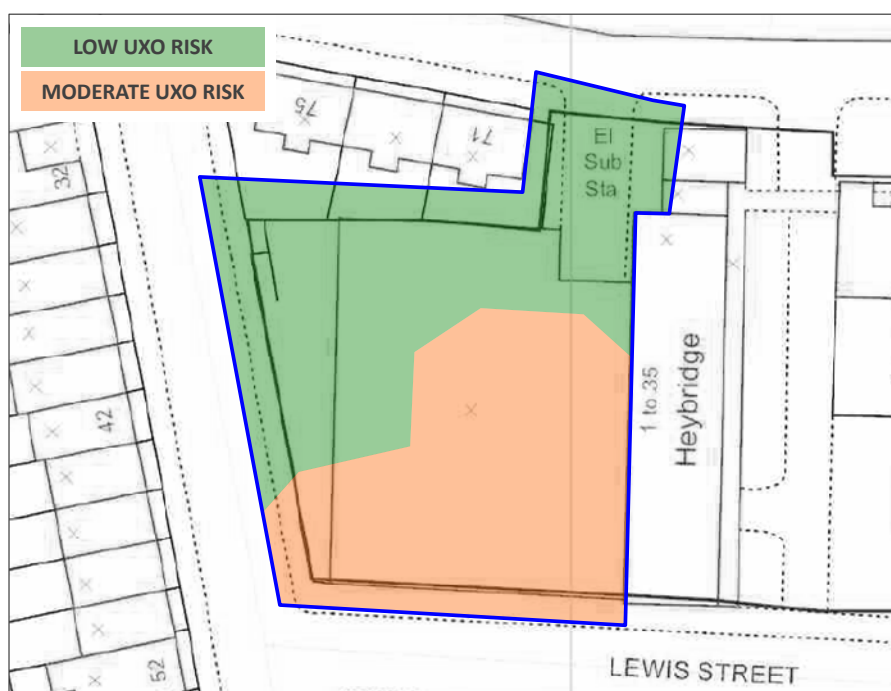 LOW UXO RISK
MODERATE UXO RISK
75
71
El
Sub
Sta
32
42
52
1 to 35
Heybridge
LEWIS STREET